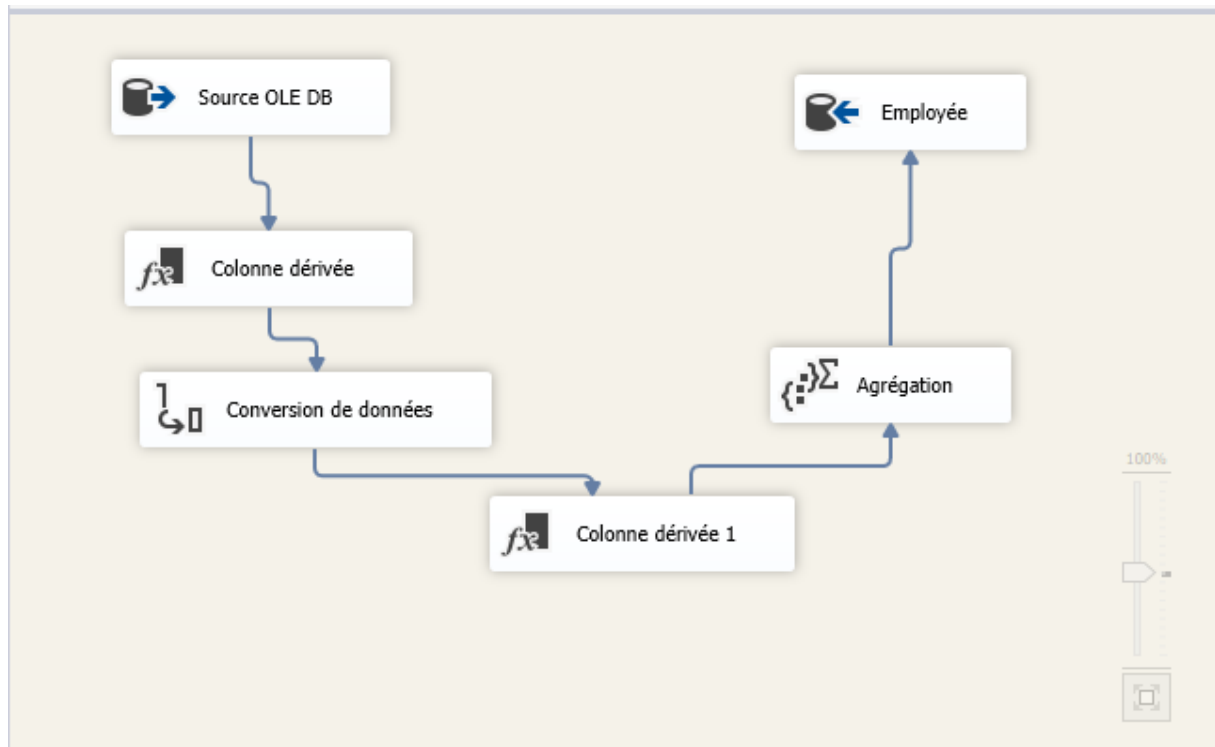 Source OLE DB
Employée
Colonne dérivée
Agrégation
Conversion de données
100%
Colonne dérivée 1